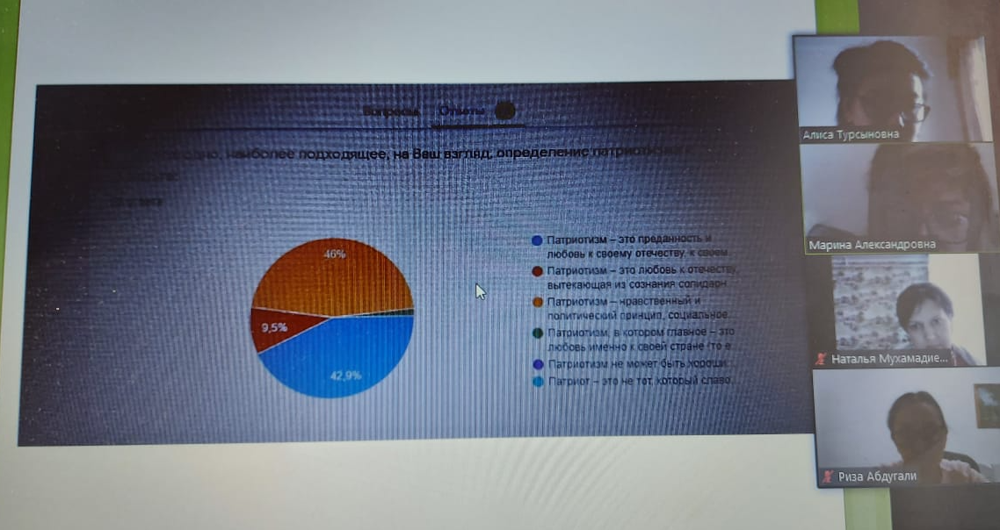 Вопросы Ответы
наиболее подходящее, на Ваш взгляд, определение патриотизма
46%
9,5%
42,9%
Патриотизм – это преданность и
любовь к своему отечеству, к своем
Патриотизм – это любовь к отечеству,
вытекающая из сознания солидарн
Патриотизм – нравственный и
политический принцип, социальное
Патриотизм, в котором главное – это
любовь именно к своей стране
Патриотизм не может быть хороши
Патриот – это не тот, который славо
Алиса Турсыновна
Марина Александровна
Наталья Мухамадие...
Риза Абдугали